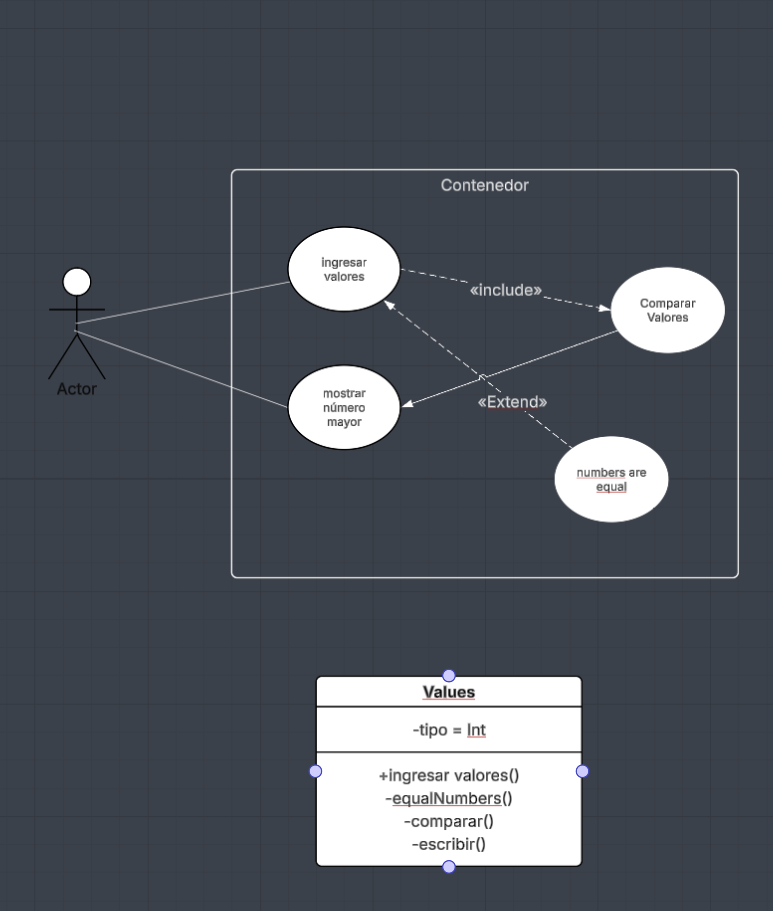 Contenedor
ingresar
valores
«include»
Comparar
Valores
Actor
mostrar
número
mayor
«Extend»
numbers are
equal
Values
-tipo = Int
+ingresar valores()
-equalNumbers()
-comparar()
-escribir()